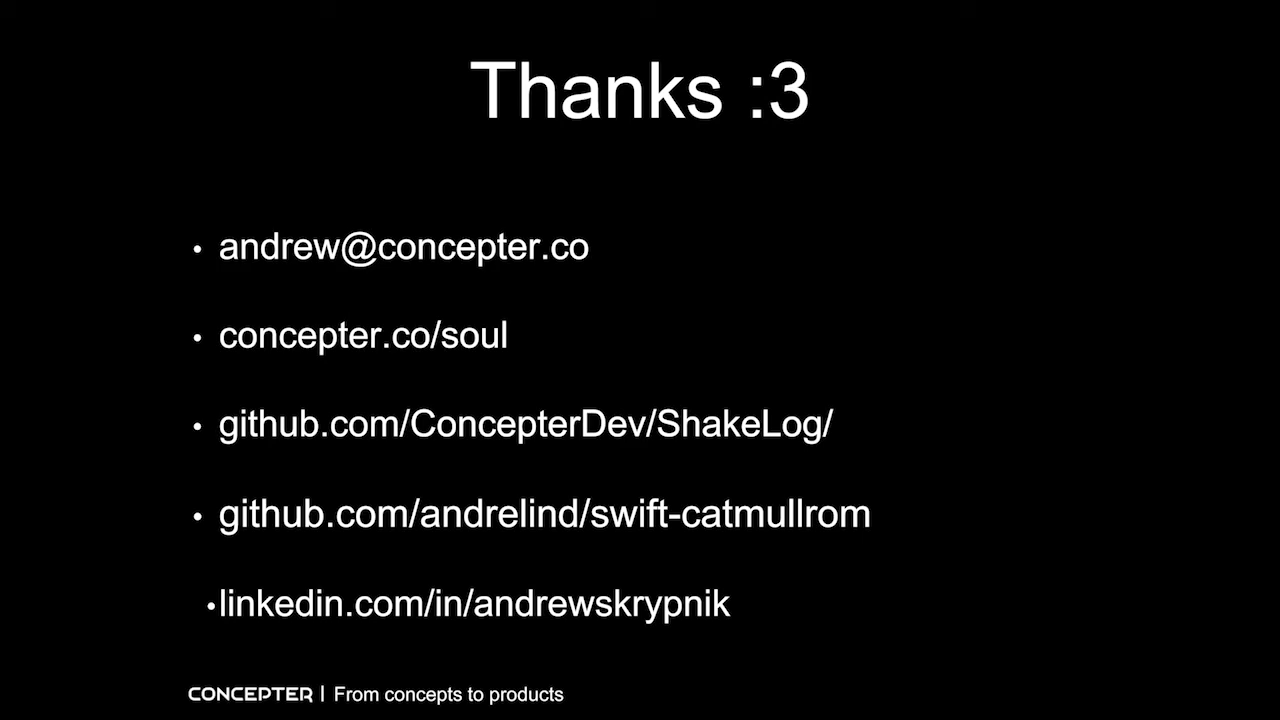 Thanks :3
• andrew@concepter.co
• concepter.co/soul
• github.com/ConcepterDev/ShakeLog/
• github.com/andrelind/swift-catmullrom
• linkedin.com/in/andrewskrypnik
CONCEPTER | From concepts to products